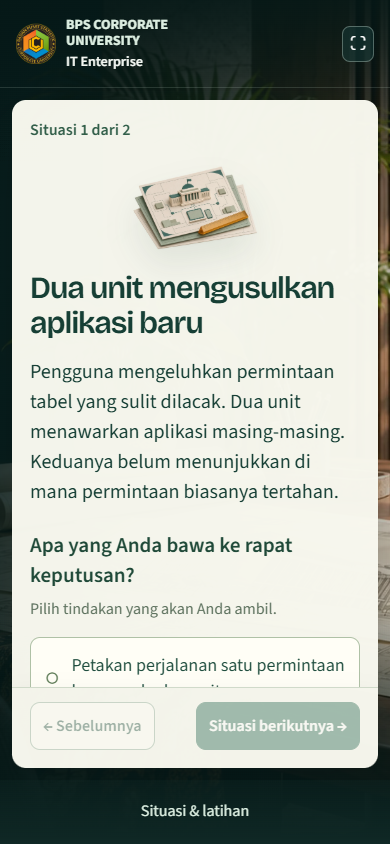 BPS CORPORATE
UNIVERSITY
IT Enterprise
Situasi 1 dari 2
Dua unit mengusulkan
aplikasi baru
Pengguna mengeluhkan permintaan
tabel yang sulit dilacak. Dua unit
menawarkan aplikasi masing-masing.
Keduanya belum menunjukkan di
mana permintaan biasanya tertahan.
Apa yang Anda bawa ke rapat
keputusan?
Pilih tindakan yang akan Anda ambil.
Petakan perjalanan satu permintaan
← Sebelumnya
Situasi berikutnya →
Situasi & latihan